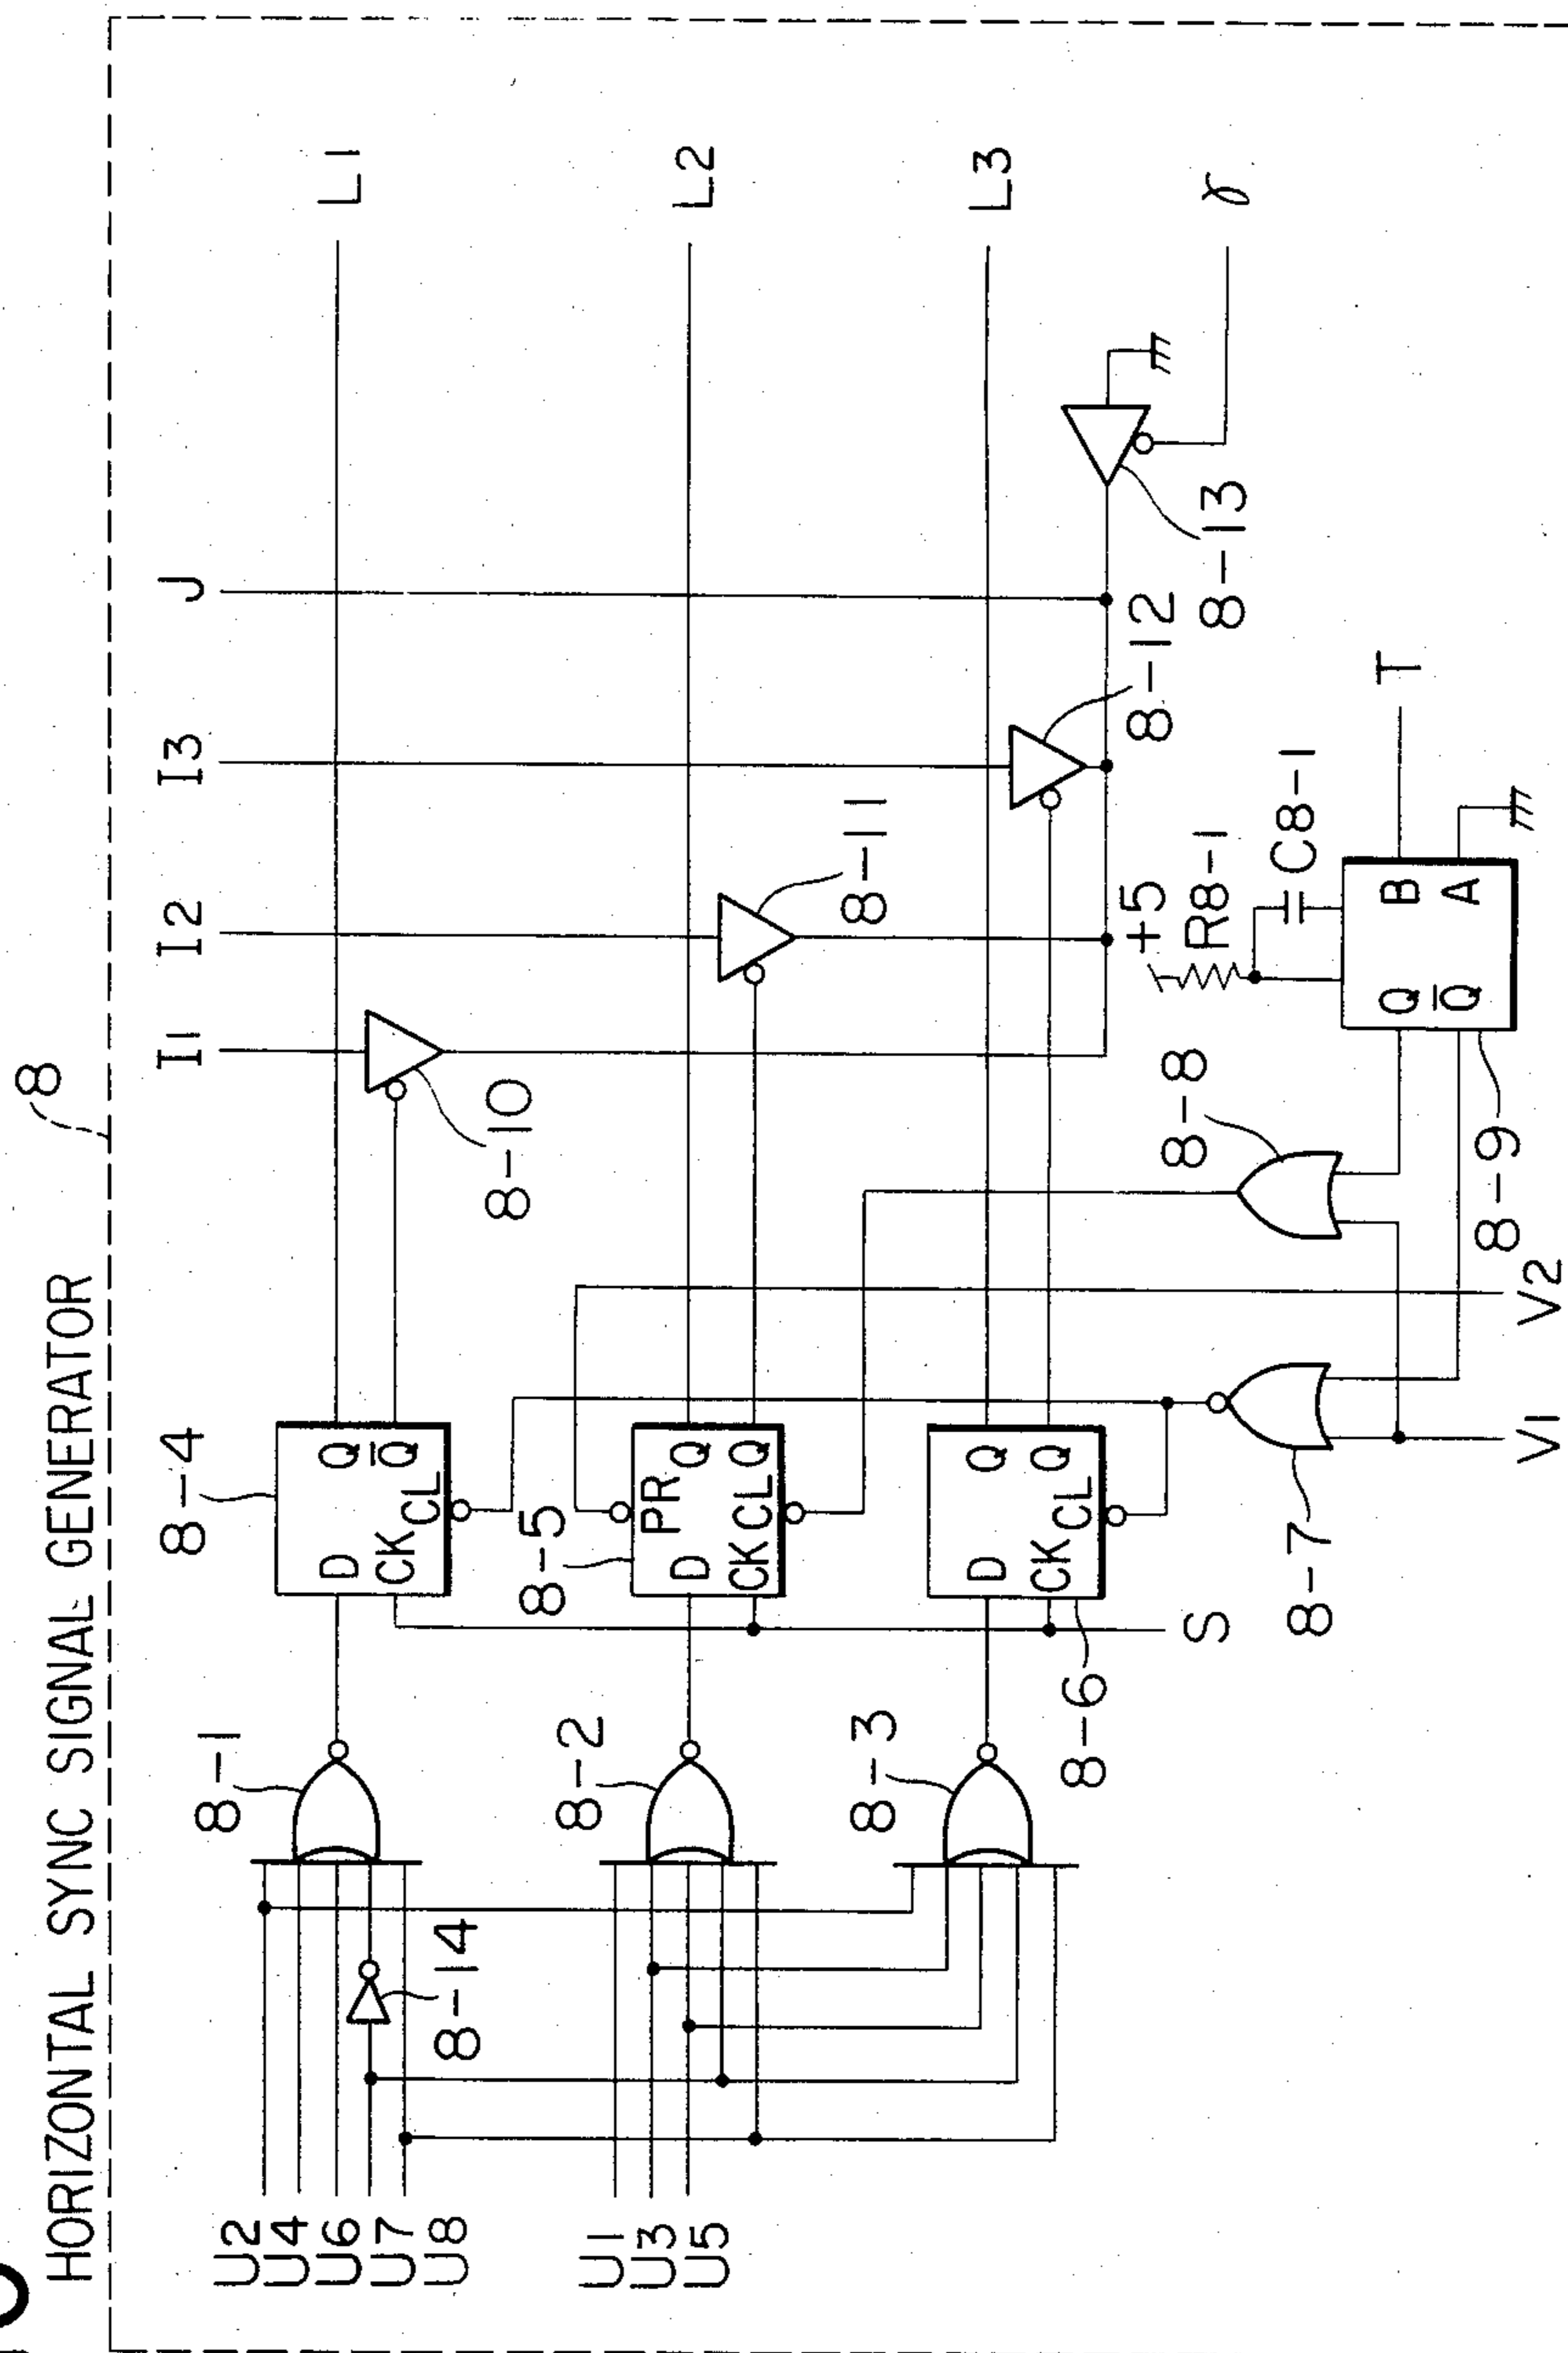 HORIZONTAL SYNC SIGNAL GENERATOR
8
U2
U4
U6
U7
U8
U1
U3
U5
8-1
8-14
8-2
8-3
8-4
D
Q
CK
Q̅
CL
8-5
PR
D
Q
CK
CL
Q
8-6
D
Q
CK
Q
CL
S
8-7
V1
V2
8-8
8-9
Q
B
Q̅
A
+5
R8-1
C8-1
T
I1
I2
I3
J
8-10
8-11
8-12
8-13
L1
L2
L3